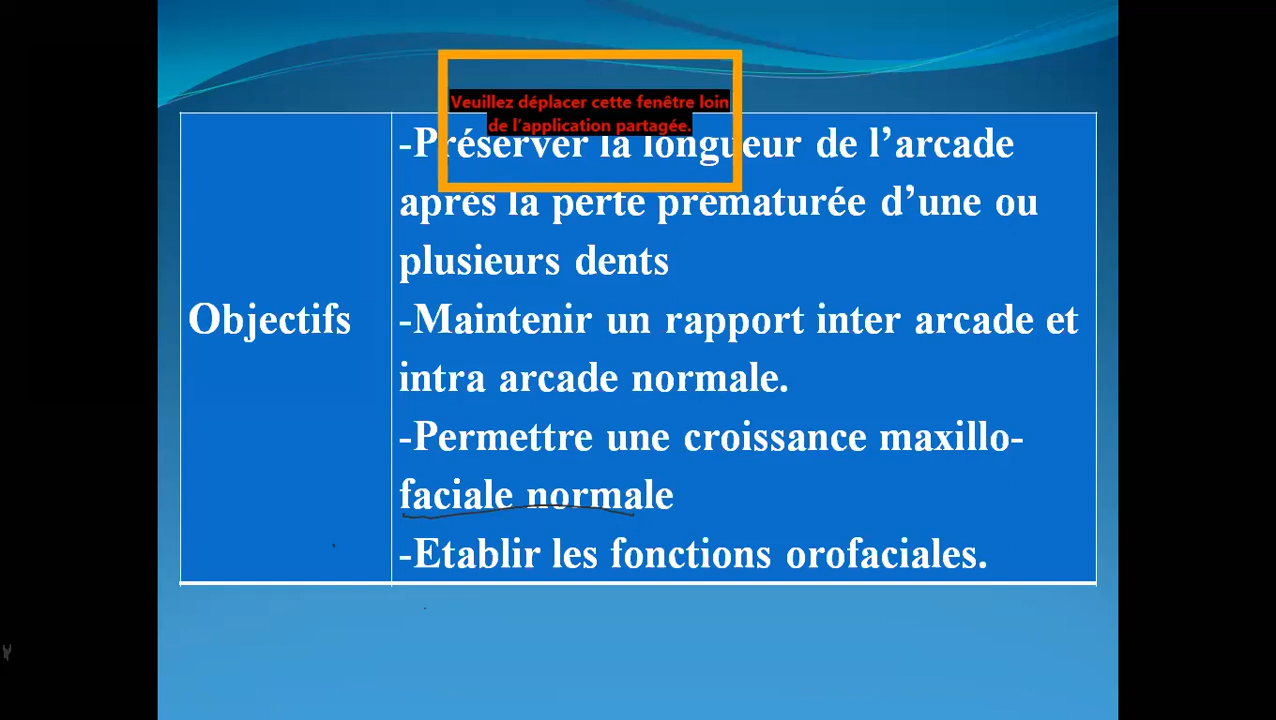 Veuillez déplacer cette fenêtre loin
de l'application partagée.
-Préserver la longueur de l’arcade
après la perte prématurée d’une ou
plusieurs dents
Objectifs
-Maintenir un rapport inter arcade et
intra arcade normale.
-Permettre une croissance maxillo-
faciale normale
-Etablir les fonctions orofaciales.